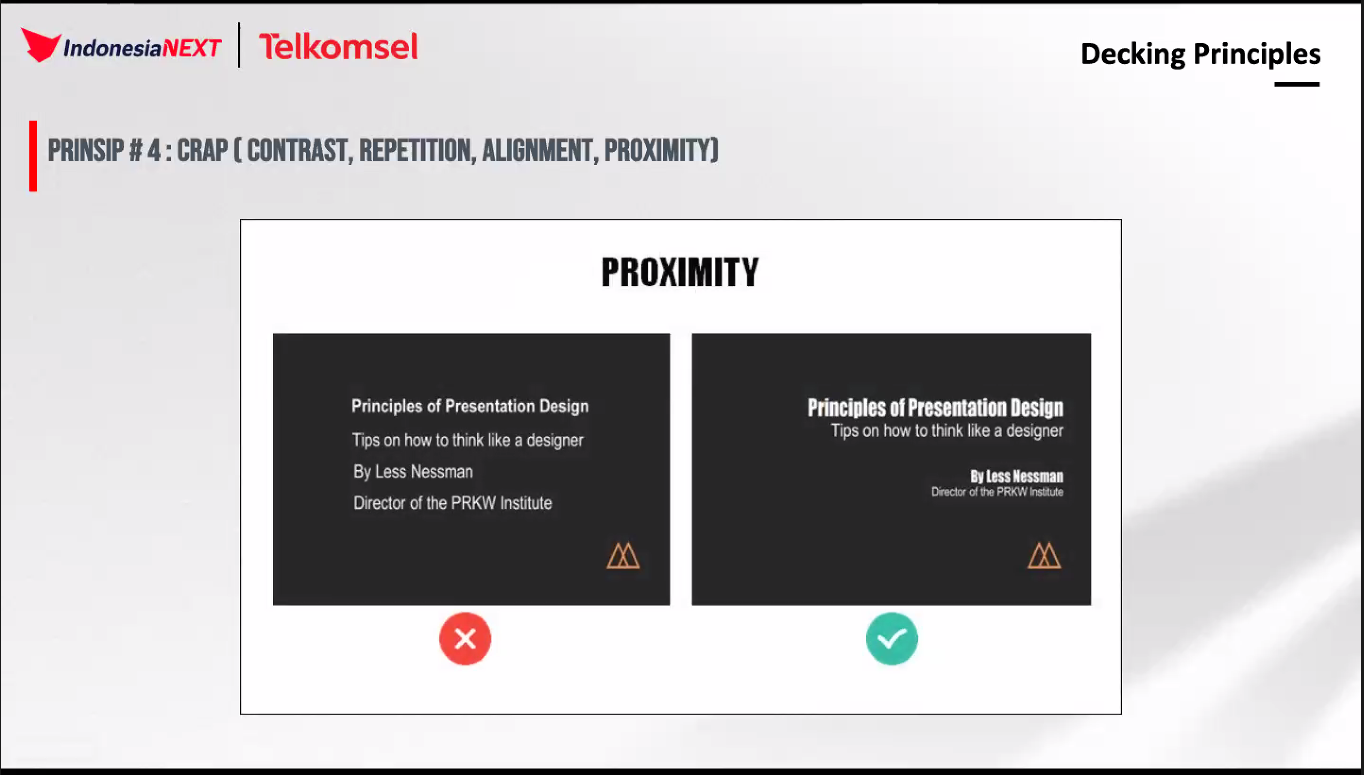 IndonesiaNEXT
Telkomsel
Decking Principles
PRINSIP # 4 : CRAP ( CONTRAST, REPETITION, ALIGNMENT, PROXIMITY)
PROXIMITY
Principles of Presentation Design
Tips on how to think like a designer
By Less Nessman
Director of the PRKW Institute
Principles of Presentation Design
Tips on how to think like a designer
By Less Nessman
Director of the PRKW Institute